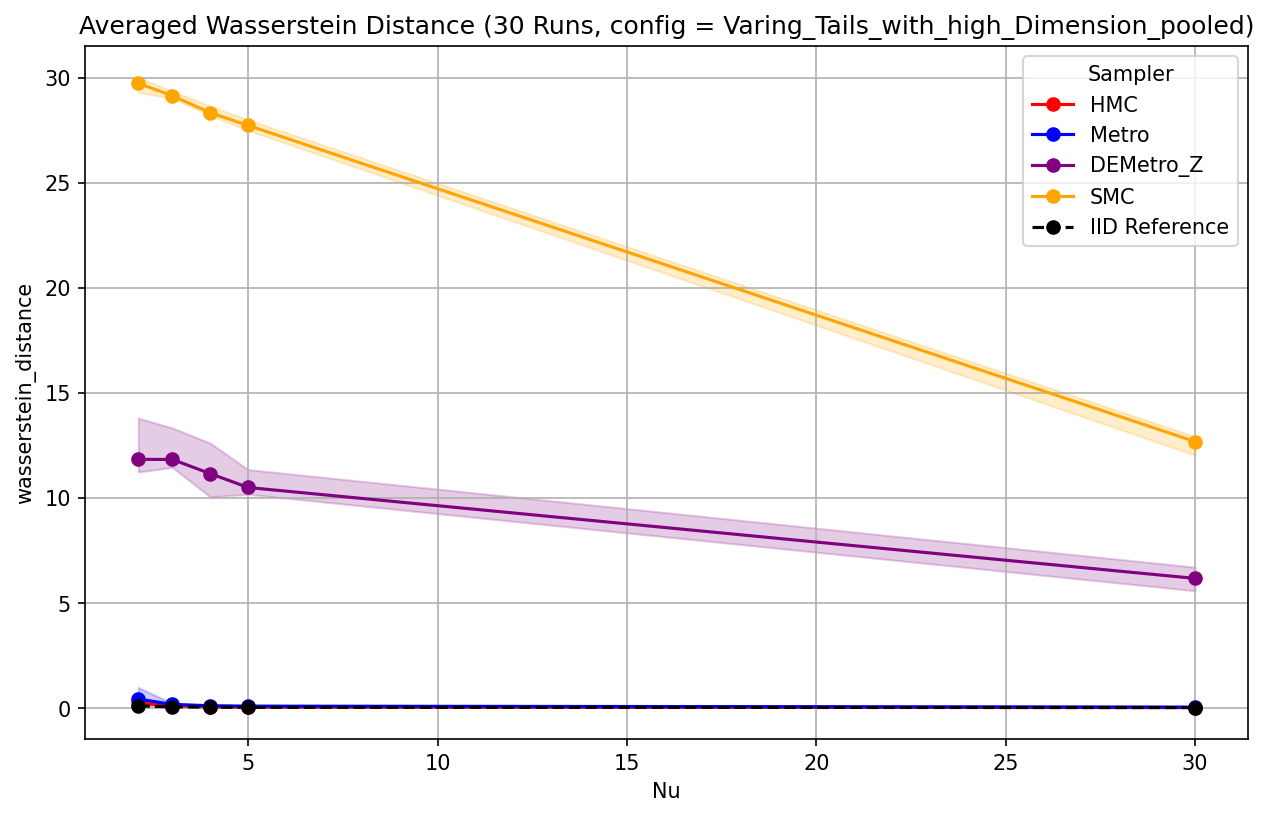 Averaged Wasserstein Distance (30 Runs, config = Varing_Tails_with_high_Dimension_pooled)
Sampler
HMC
Metro
DEMetro_Z
SMC
IID Reference
wasserstein_distance
30
25
20
15
10
5
0
5
10
15
20
25
30
Nu